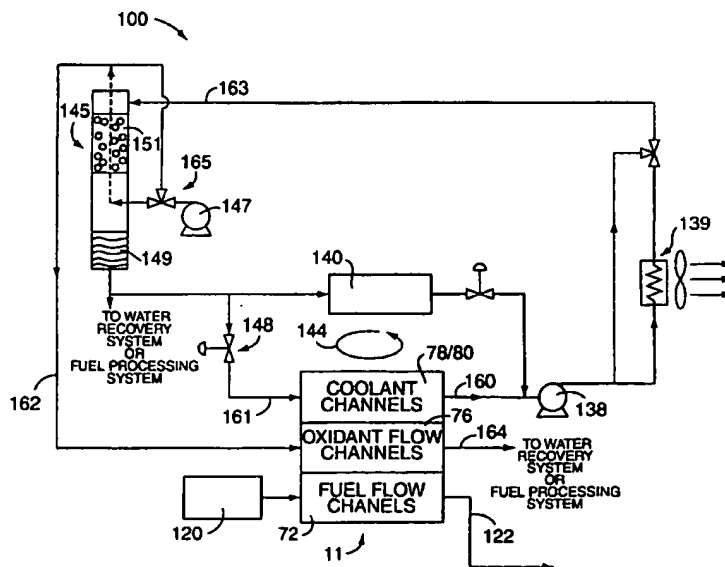 100
163
145
151
165
147
139
149
140
TO WATER
RECOVERY
SYSTEM
OR
FUEL PROCESSING
SYSTEM
148
144
78/80
162
161
COOLANT
CHANNELS
160
138
76
OXIDANT FLOW
CHANNELS
164
TO WATER
RECOVERY
SYSTEM
OR
FUEL PROCESSING
SYSTEM
FUEL FLOW
CHANELS
120
72
11
122